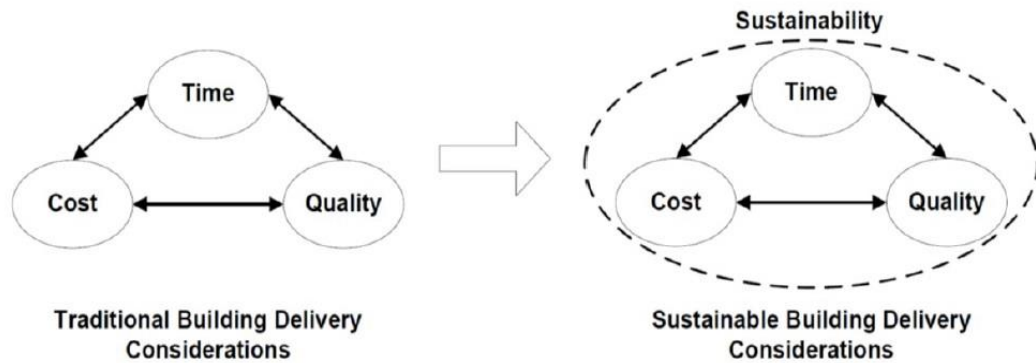 Sustainability
Time
Time
Cost
Quality
Cost
Quality
Traditional Building Delivery
Considerations
Sustainable Building Delivery
Considerations